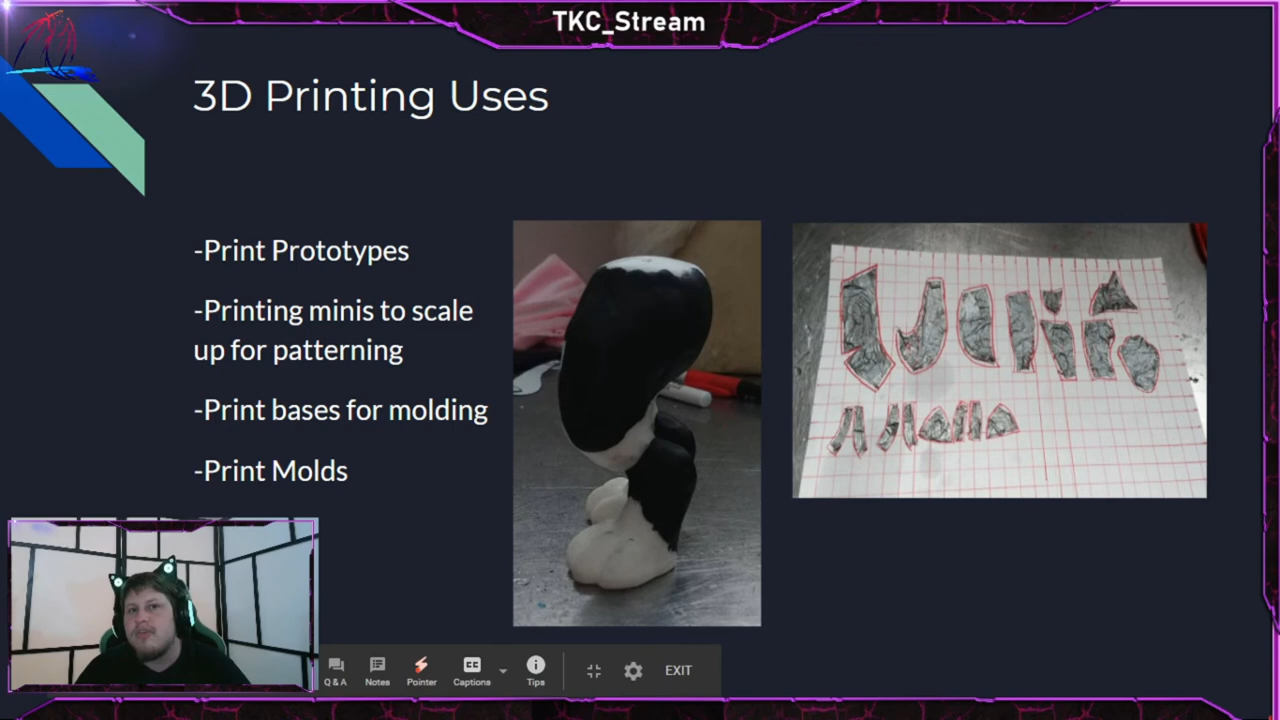 TKC_Stream
3D Printing Uses
-Print Prototypes
-Printing minis to scale
up for patterning
-Print bases for molding
-Print Molds
Q & A
Notes
Pointer
CC
Captions
Tips
EXIT